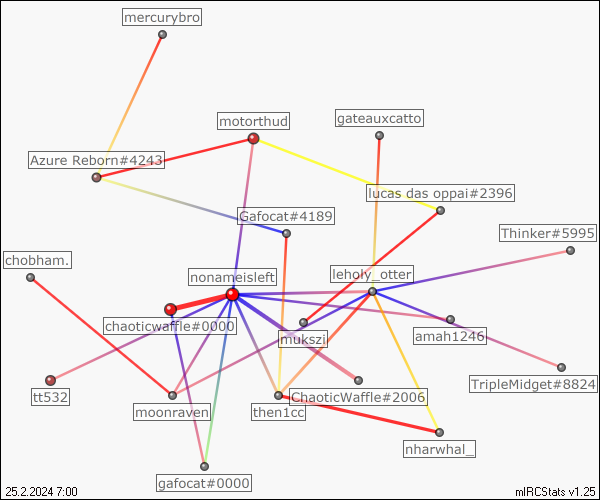 mercurybro
motorthud
gateauxcatto
Azure Reborn#4243
lucas das oppai#2396
Gafocat#4189
Thinker#5995
chobham.
nonameisleft
leholy_otter
chaoticwaffle#0000
mukszi
amah1246
tt532
ChaoticWaffle#2006
TripleMidget#8824
moonraven
then1cc
nharwhal_
gafocat#0000
25.2.2024 7:00
mIRCStats v1.25